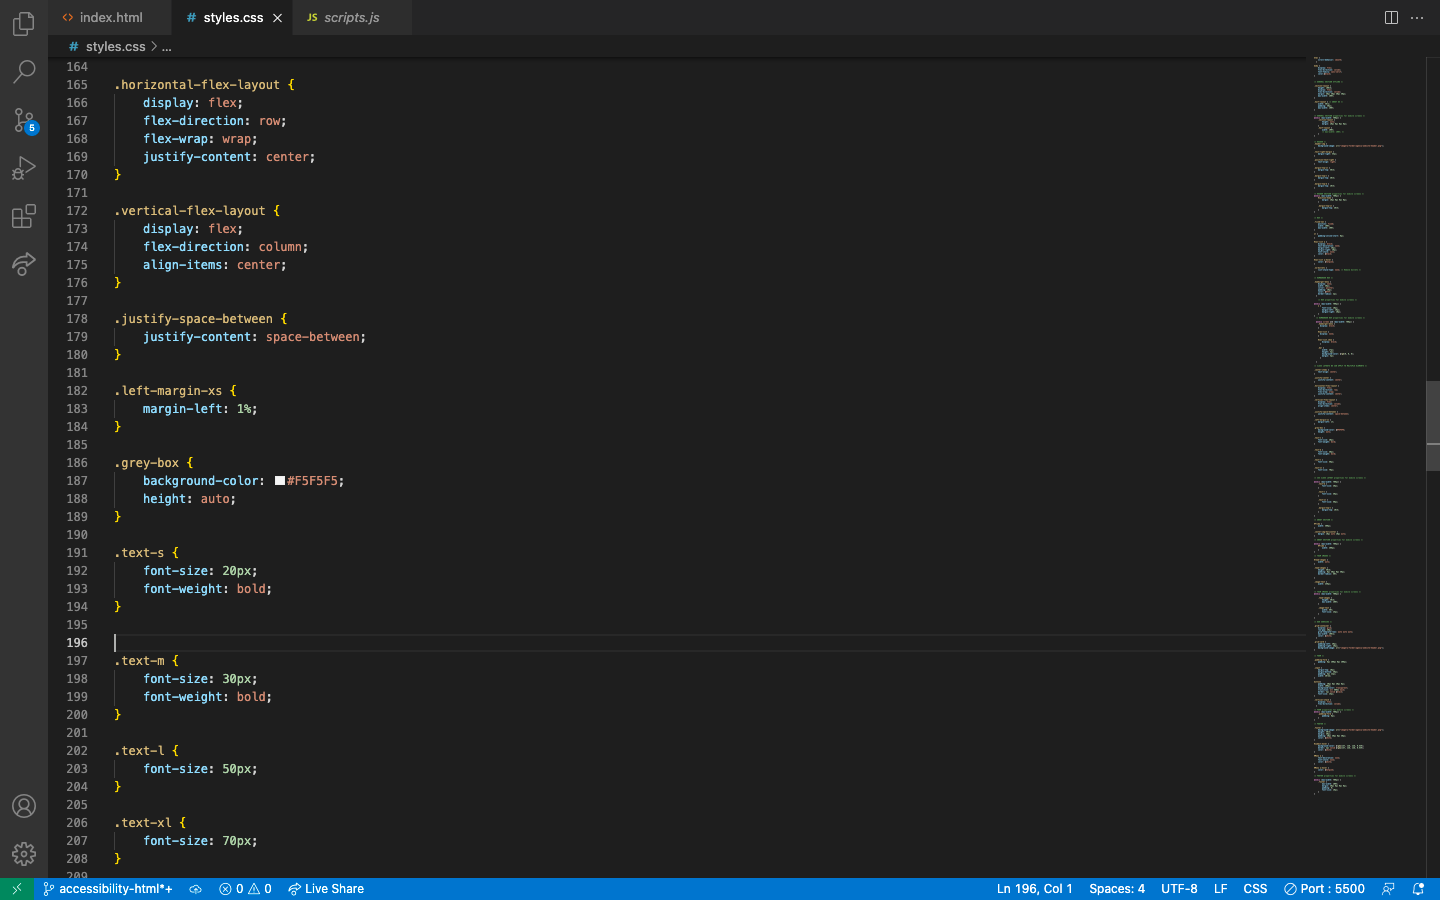 index.html
styles.css
scripts.js
styles.css > ...
164
165 .horizontal-flex-layout {
166 display: flex;
167 flex-direction: row;
168 flex-wrap: wrap;
169 justify-content: center;
170 }
171
172 .vertical-flex-layout {
173 display: flex;
174 flex-direction: column;
175 align-items: center;
176 }
177
178 .justify-space-between {
179 justify-content: space-between;
180 }
181
182 .left-margin-xs {
183 margin-left: 1%;
184 }
185
186 .grey-box {
187 background-color: #F5F5F5;
188 height: auto;
189 }
190
191 .text-s {
192 font-size: 20px;
193 font-weight: bold;
194 }
195
196
197 .text-m {
198 font-size: 30px;
199 font-weight: bold;
200 }
201
202 .text-l {
203 font-size: 50px;
204 }
205
206 .text-xl {
207 font-size: 70px;
208 }
209
5
accessibility-html*+ 0 0 Live Share Ln 196, Col 1 Spaces: 4 UTF-8 LF CSS Port : 5500